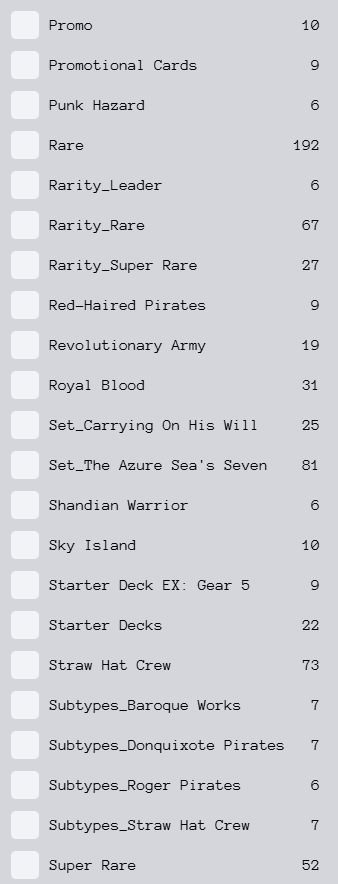 Promo 10
Promotional Cards 9
Punk Hazard 6
Rare 192
Rarity_Leader 6
Rarity_Rare 67
Rarity_Super Rare 27
Red-Haired Pirates 9
Revolutionary Army 19
Royal Blood 31
Set_Carrying On His Will 25
Set_The Azure Sea's Seven 81
Shandian Warrior 6
Sky Island 10
Starter Deck EX: Gear 5 9
Starter Decks 22
Straw Hat Crew 73
Subtypes_Baroque Works 7
Subtypes_Donquixote Pirates 7
Subtypes_Roger Pirates 6
Subtypes_Straw Hat Crew 7
Super Rare 52